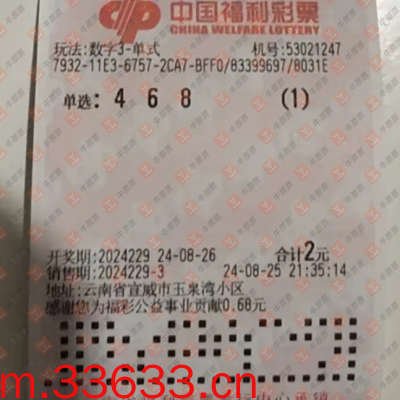 中国福利彩票
CHINA WELFARE LOTTERY
玩法:数字3-单式 机号:53021247
7932-11E3-6757-2CA7-BFF0/83399697/8031E
单选: 4 6 8 (1)
开奖期:2024229 24-08-26 合计2元
销售期:2024229-3 24-08-25 21:35:14
地址:云南省宣威市玉泉湾小区
感谢您为福彩公益事业贡献0.68元
m.33633.cn